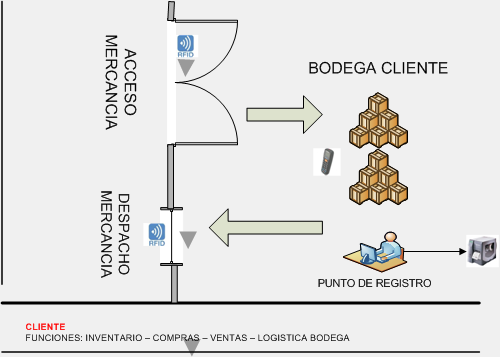 ACCESO
MERCANCIA
RFID
BODEGA CLIENTE
DESPACHO
MERCANCIA
RFID
PUNTO DE REGISTRO
CLIENTE
FUNCIONES: INVENTARIO – COMPRAS – VENTAS – LOGISTICA BODEGA